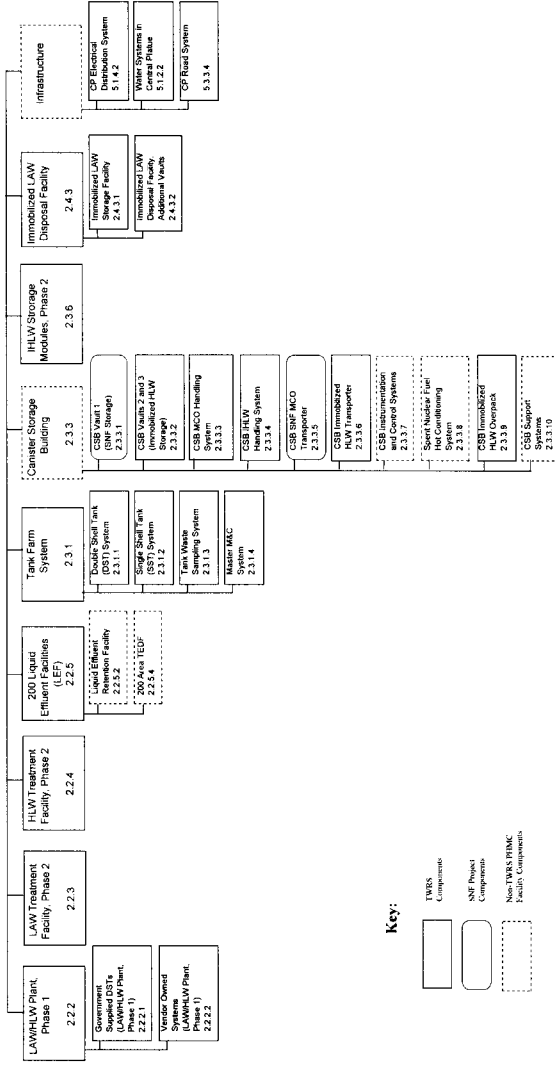 LAW/HLW Plant,
Phase 1
2.2.2
Government
Supplied DSTs
(LAW/HLW Plant,
Phase 1)
2.2.2.1
Vendor Owned
Systems
(LAW/HLW Plant,
Phase 1)
2.2.2.2
LAW Treatment
Facility, Phase 2
2.2.3
HLW Treatment
Facility, Phase 2
2.2.4
200 Liquid
Effluent Facilities
(LEF)
2.2.5
Liquid Effluent
Retention Facility
2.2.5.2
200 Area TEDF
2.2.5.4
Tank Farm
System
2.3.1
Double Shell Tank
(DST) System
2.3.1.1
Single Shell Tank
(SST) System
2.3.1.2
Tank Waste
Sampling System
2.3.1.3
Master M&C
System
2.3.1.4
Canister Storage
Building
2.3.3
CSB Vault 1
(SNF Storage)
2.3.3.1
CSB Vaults 2 and 3
(Immobilized HLW
Storage)
2.3.3.2
CSB MCO Handling
System
2.3.3.3
CSB IHLW
Handling System
2.3.3.4
CSB SNF MCO
Transporter
2.3.3.5
CSB Immobilized
HLW Transporter
2.3.3.6
CSB Instrumentation
and Control Systems
2.3.3.7
Spent Nuclear Fuel
Hot Conditioning
System
2.3.3.8
CSB Immobilized
HLW Overpack
2.3.3.9
CSB Support
Systems
2.3.3.10
IHLW Strorage
Modules, Phase 2
2.3.6
Immobilized LAW
Disposal Facility
2.4.3
Immobilized LAW
Storage Facility
2.4.3.1
Immobilized LAW
Disposal Facility,
Additional Vaults
2.4.3.2
Infrastructure
CP Electrical
Distribution System
5.1.4.2
Water Systems in
Central Platue
5.1.2.2
CP Road System
5.3.3.4
Key:
TWRS
Components
SNF Project
Components
Non-TWRS PHMC
Facility Components